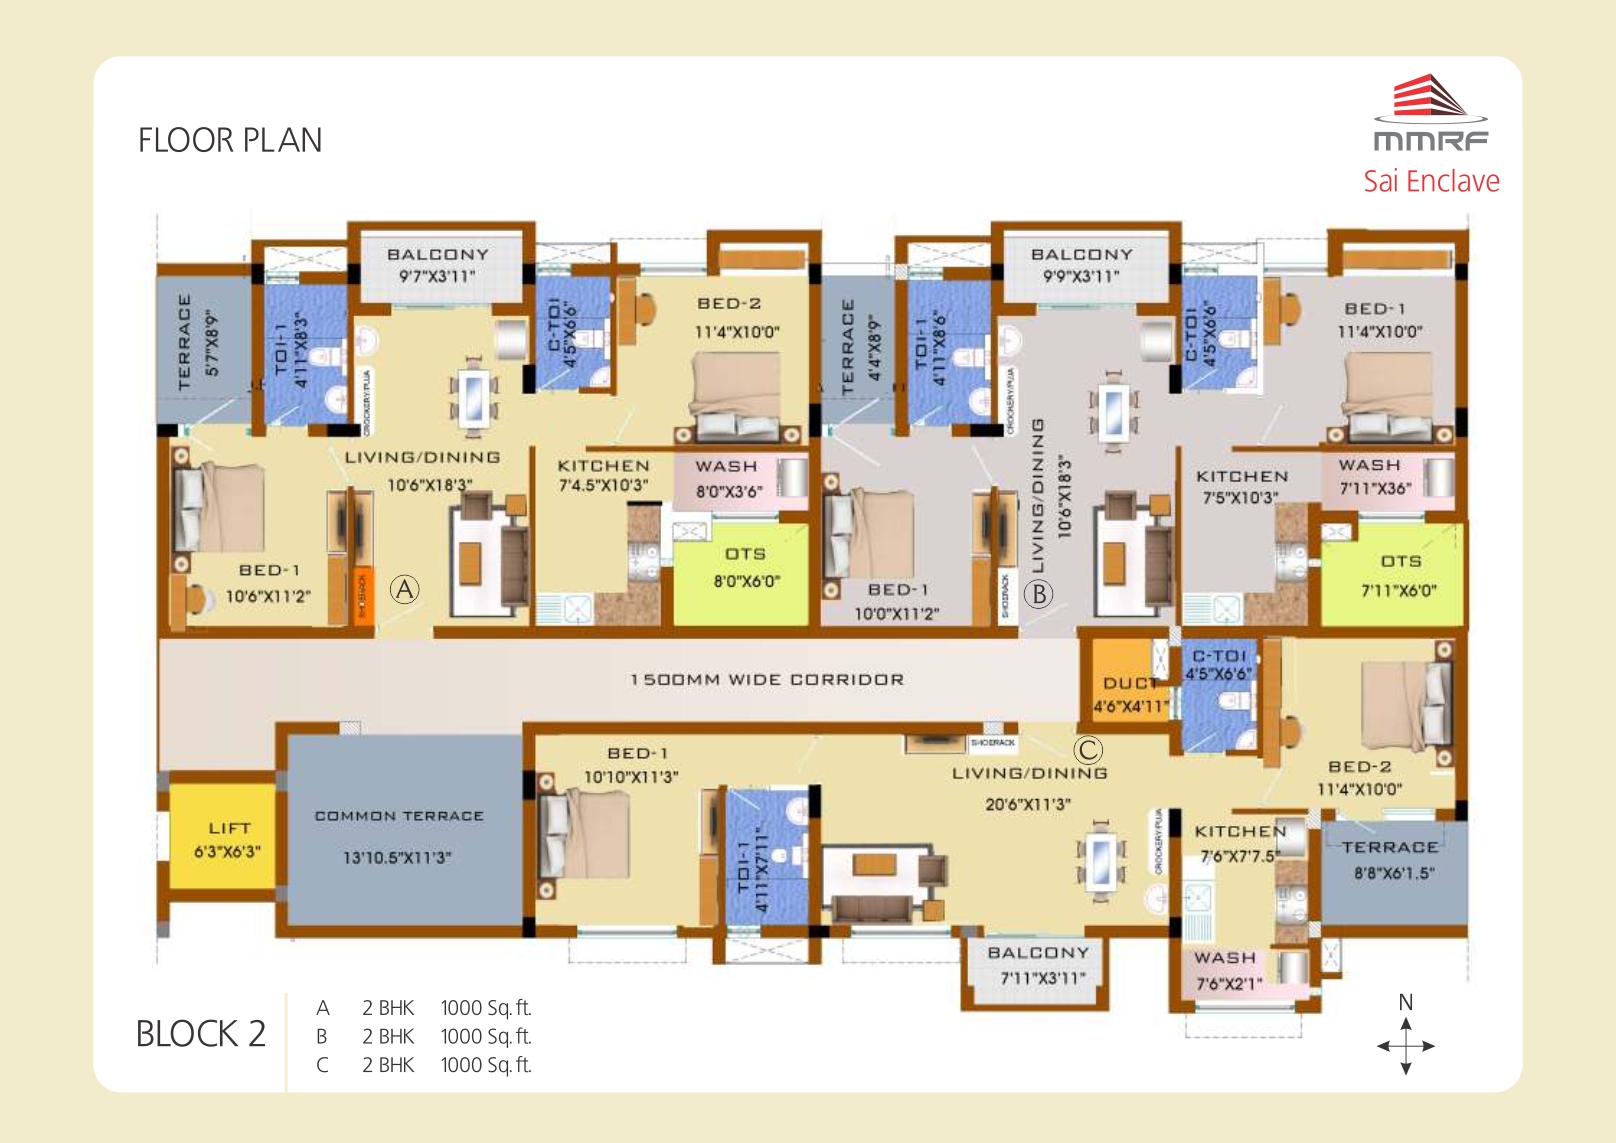 FLOOR PLAN
MMRF
Sai Enclave
BALCONY
9'7"X3'11"
BALCONY
9'9"X3'11"
TERRACE
5'7"X8'9"
TOI-1
4'11"X8'3"
C-TOI
4'5"X6'6"
BED-2
11'4"X10'0"
TERRACE
4'4"X8'9"
TOI-1
4'11"X8'6"
C-TOI
4'5"X6'6"
BED-1
11'4"X10'0"
CROCKERY/PUJA
CROCKERY/PUJA
LIVING/DINING
10'6"X18'3"
KITCHEN
7'4.5"X10'3"
WASH
8'0"X3'6"
LIVING/DINING
10'6"X18'3"
KITCHEN
7'5"X10'3"
WASH
7'11"X36"
BED-1
10'6"X11'2"
SHOERACK
A
OTS
8'0"X6'0"
BED-1
10'0"X11'2"
SHOERACK
B
OTS
7'11"X6'0"
1500MM WIDE CORRIDOR
DUCT
4'6"X4'11"
C-TOI
4'5"X6'6"
BED-2
11'4"X10'0"
LIFT
6'3"X6'3"
COMMON TERRACE
13'10.5"X11'3"
BED-1
10'10"X11'3"
TOI-1
4'11"X7'11"
SHOERACK
C
LIVING/DINING
20'6"X11'3"
CROCKERY/PUJA
KITCHEN
7'6"X7'7.5"
TERRACE
8'8"X6'1.5"
BALCONY
7'11"X3'11"
WASH
7'6"X2'1"
BLOCK 2
A 2 BHK 1000 Sq.ft.
B 2 BHK 1000 Sq.ft.
C 2 BHK 1000 Sq.ft.
N